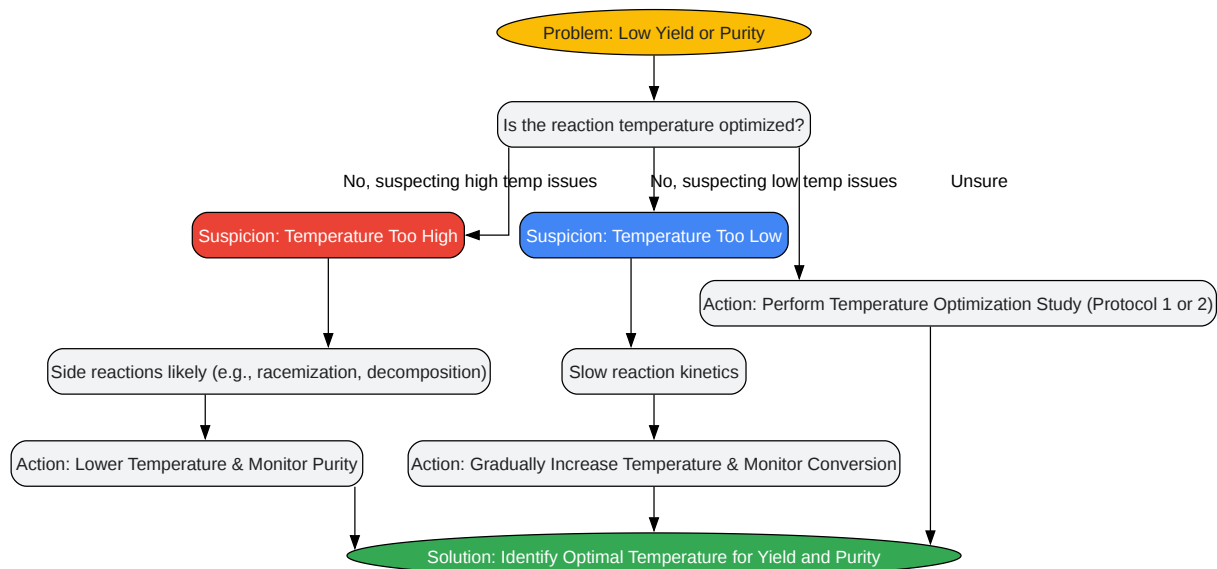 Problem: Low Yield or Purity
Is the reaction temperature optimized?
No, suspecting high temp issues
No, suspecting low temp issues
Unsure
Suspicion: Temperature Too High
Suspicion: Temperature Too Low
Action: Perform Temperature Optimization Study (Protocol 1 or 2)
Side reactions likely (e.g., racemization, decomposition)
Slow reaction kinetics
Action: Lower Temperature & Monitor Purity
Action: Gradually Increase Temperature & Monitor Conversion
Solution: Identify Optimal Temperature for Yield and Purity